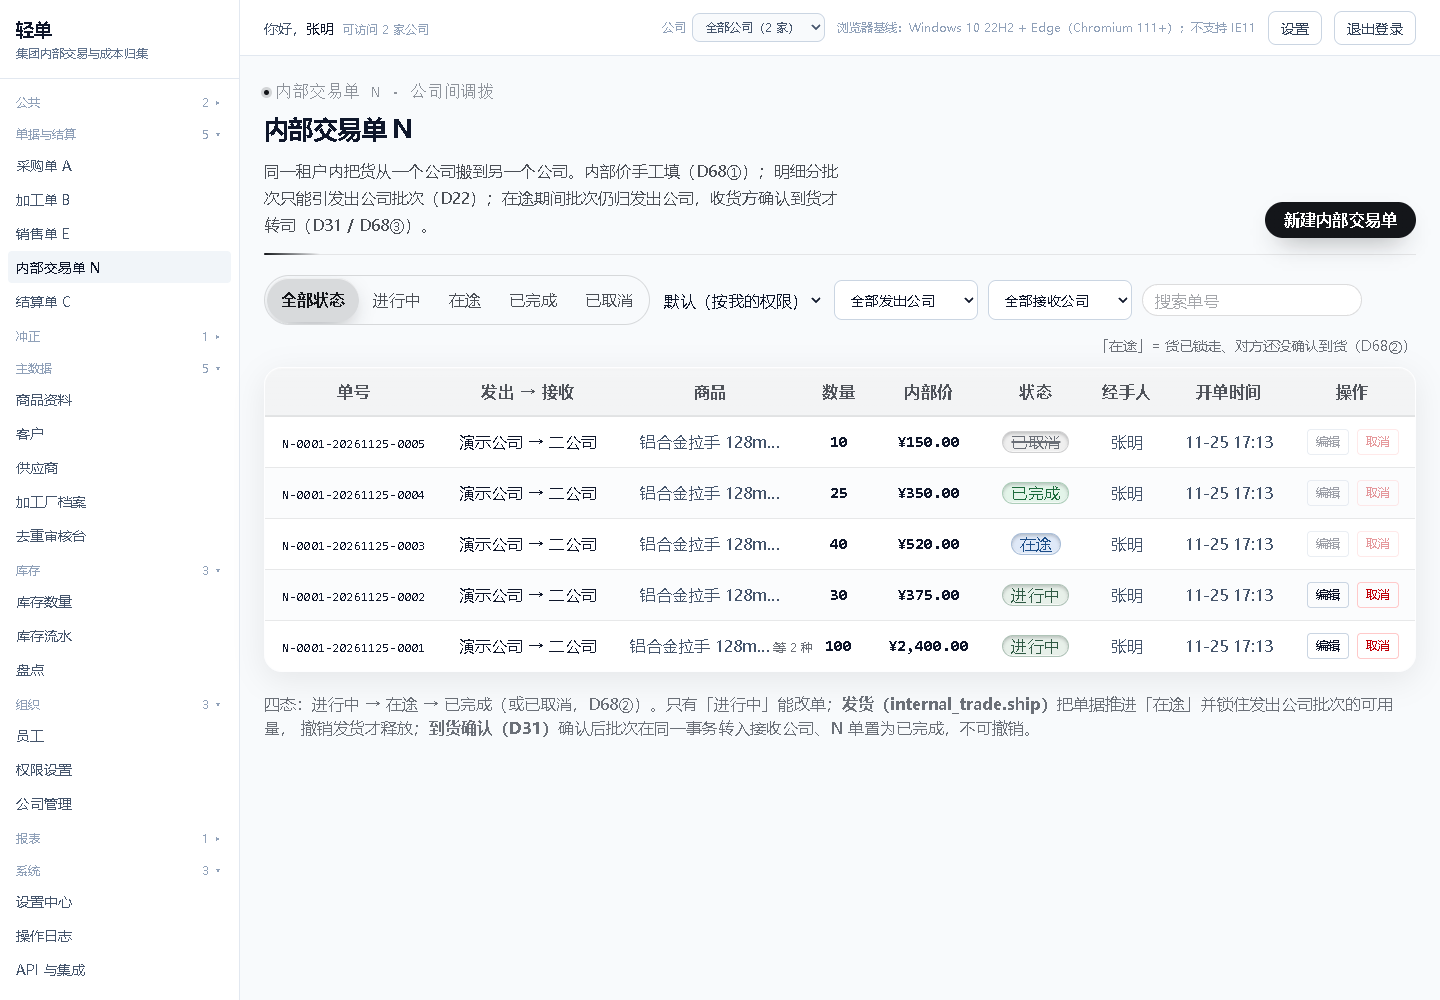 轻单
集团内部交易与成本归集
公共 2
单据与结算 5
采购单 A
加工单 B
销售单 E
内部交易单 N
结算单 C
冲正 1
主数据 5
商品资料
客户
供应商
加工厂档案
去重审核台
库存 3
库存数量
库存流水
盘点
组织 3
员工
权限设置
公司管理
报表 1
系统 3
设置中心
操作日志
API 与集成
你好，张明 可访问 2 家公司
公司 全部公司（2 家） 浏览器基线：Windows 10 22H2 + Edge（Chromium 111+）；不支持 IE11 设置 退出登录
内部交易单 N - 公司间调拨
内部交易单 N
同一租户内把货从一个公司搬到另一个公司。内部价手工填（D68①）；明细分批
次只能引发出公司批次（D22）；在途期间批次仍归发出公司，收货方确认到货才
转司（D31 / D68③）。
新建内部交易单
全部状态 进行中 在途 已完成 已取消 默认（按我的权限） 全部发出公司 全部接收公司 搜索单号
「在途」= 货已锁走、对方还没确认到货（D68②）
单号 发出 → 接收 商品 数量 内部价 状态 经手人 开单时间 操作
N-0001-20261125-0005 演示公司 → 二公司 铝合金拉手 128m... 10 ¥150.00 已取消 张明 11-25 17:13 编辑 取消
N-0001-20261125-0004 演示公司 → 二公司 铝合金拉手 128m... 25 ¥350.00 已完成 张明 11-25 17:13 编辑 取消
N-0001-20261125-0003 演示公司 → 二公司 铝合金拉手 128m... 40 ¥520.00 在途 张明 11-25 17:13 编辑 取消
N-0001-20261125-0002 演示公司 → 二公司 铝合金拉手 128m... 30 ¥375.00 进行中 张明 11-25 17:13 编辑 取消
N-0001-20261125-0001 演示公司 → 二公司 铝合金拉手 128m... 等 2 种 100 ¥2,400.00 进行中 张明 11-25 17:13 编辑 取消
四态：进行中 → 在途 → 已完成（或已取消，D68②）。只有「进行中」能改单；发货（internal_trade.ship）把单据推进「在途」并锁住发出公司批次的可用
量， 撤销发货才释放；到货确认（D31）确认后批次在同一事务转入接收公司、N 单置为已完成，不可撤销。